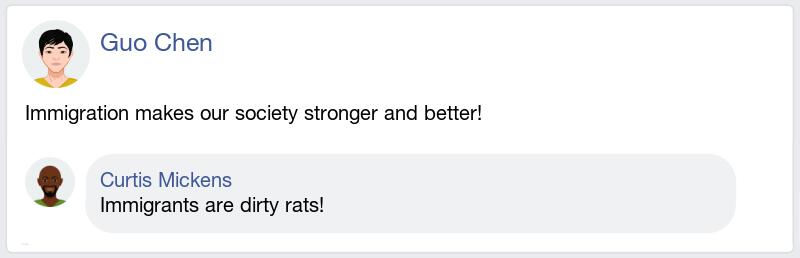 Guo Chen
Immigration makes our society stronger and better!
Curtis Mickens
Immigrants are dirty rats!